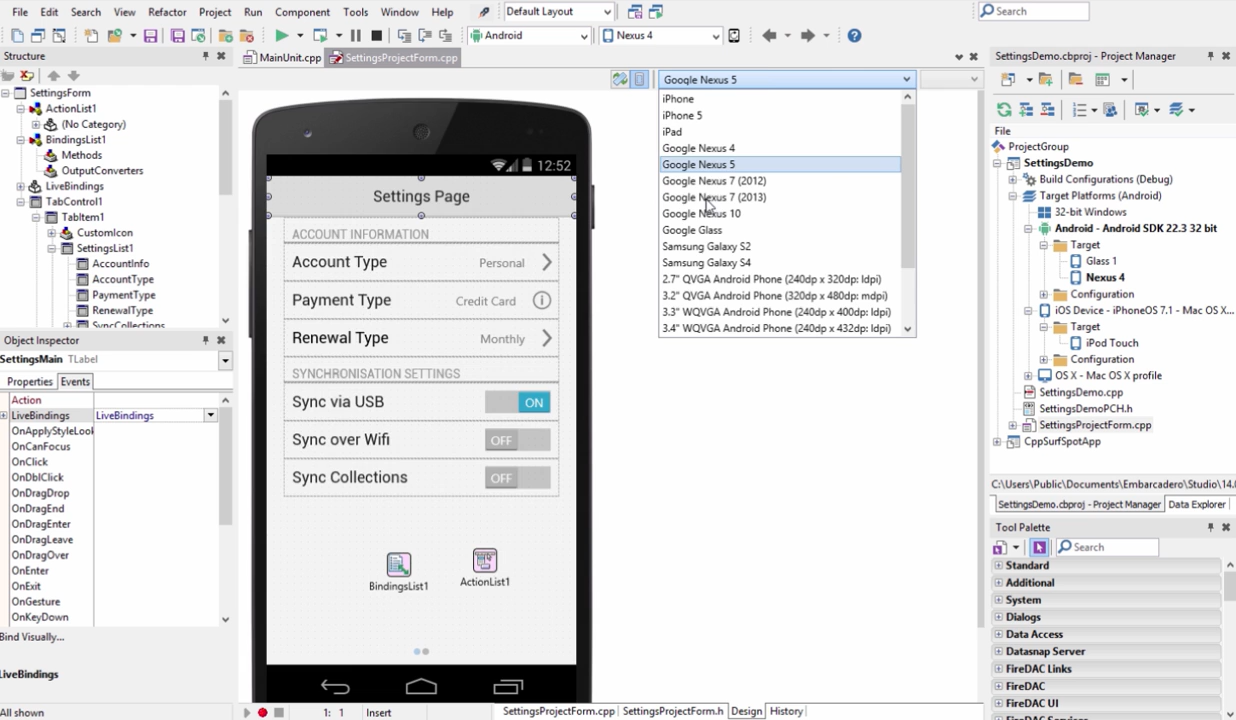 File Edit Search View Refactor Project Run Component Tools Window Help Default Layout Search
Android Nexus 4
Structure
SettingsForm
ActionList1
(No Category)
BindingsList1
Methods
OutputConverters
LiveBindings
TabControl1
TabItem1
CustomIcon
SettingsList1
AccountInfo
AccountType
PaymentType
RenewalType
SyncCollections
Object Inspector
SettingsMain TLabel
Properties Events
Action
LiveBindings LiveBindings
OnApplyStyleLook
OnCanFocus
OnClick
OnDblClick
OnDragDrop
OnDragEnd
OnDragEnter
OnDragLeave
OnDragOver
OnEnter
OnExit
OnGesture
OnKeyDown
Bind Visually...
LiveBindings
All shown
MainUnit.cpp SettingsProjectForm.cpp
12:52
Settings Page
ACCOUNT INFORMATION
Account Type Personal
Payment Type Credit Card
Renewal Type Monthly
SYNCHRONISATION SETTINGS
Sync via USB ON
Sync over Wifi OFF
Sync Collections OFF
BindingsList1 ActionList1
Google Nexus 5
iPhone
iPhone 5
iPad
Google Nexus 4
Google Nexus 5
Google Nexus 7 (2012)
Google Nexus 7 (2013)
Google Nexus 10
Google Glass
Samsung Galaxy S2
Samsung Galaxy S4
2.7" QVGA Android Phone (240dp x 320dp: ldpi)
3.2" QVGA Android Phone (320dp x 480dp: mdpi)
3.3" WQVGA Android Phone (240dp x 400dp: ldpi)
3.4" WQVGA Android Phone (240dp x 432dp: ldpi)
1: 1 Insert SettingsProjectForm.cpp SettingsProjectForm.h Design History
SettingsDemo.cbproj - Project Manager
File
ProjectGroup
SettingsDemo
Build Configurations (Debug)
Target Platforms (Android)
32-bit Windows
Android - Android SDK 22.3 32 bit
Target
Glass 1
Nexus 4
Configuration
iOS Device - iPhoneOS 7.1 - Mac OS X...
Target
iPod Touch
Configuration
OS X - Mac OS X profile
SettingsDemo.cpp
SettingsDemoPCH.h
SettingsProjectForm.cpp
CppSurfSpotApp
C:\Users\Public\Documents\Embarcadero\Studio\14.0
SettingsDemo.cbproj - Project Manager Data Explorer
Tool Palette
Search
Standard
Additional
System
Dialogs
Data Access
Datasnap Server
FireDAC Links
FireDAC
FireDAC UI
FireDAC Services